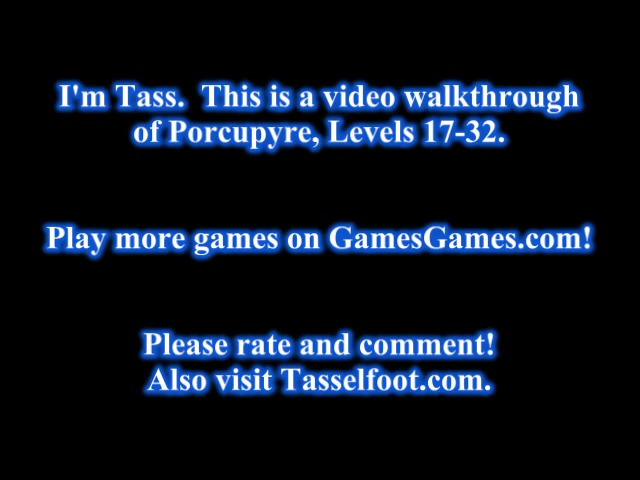 I'm Tass.  This is a video walkthrough
of Porcupyre, Levels 17-32.
Play more games on GamesGames.com!
Please rate and comment!
Also visit Tasselfoot.com.